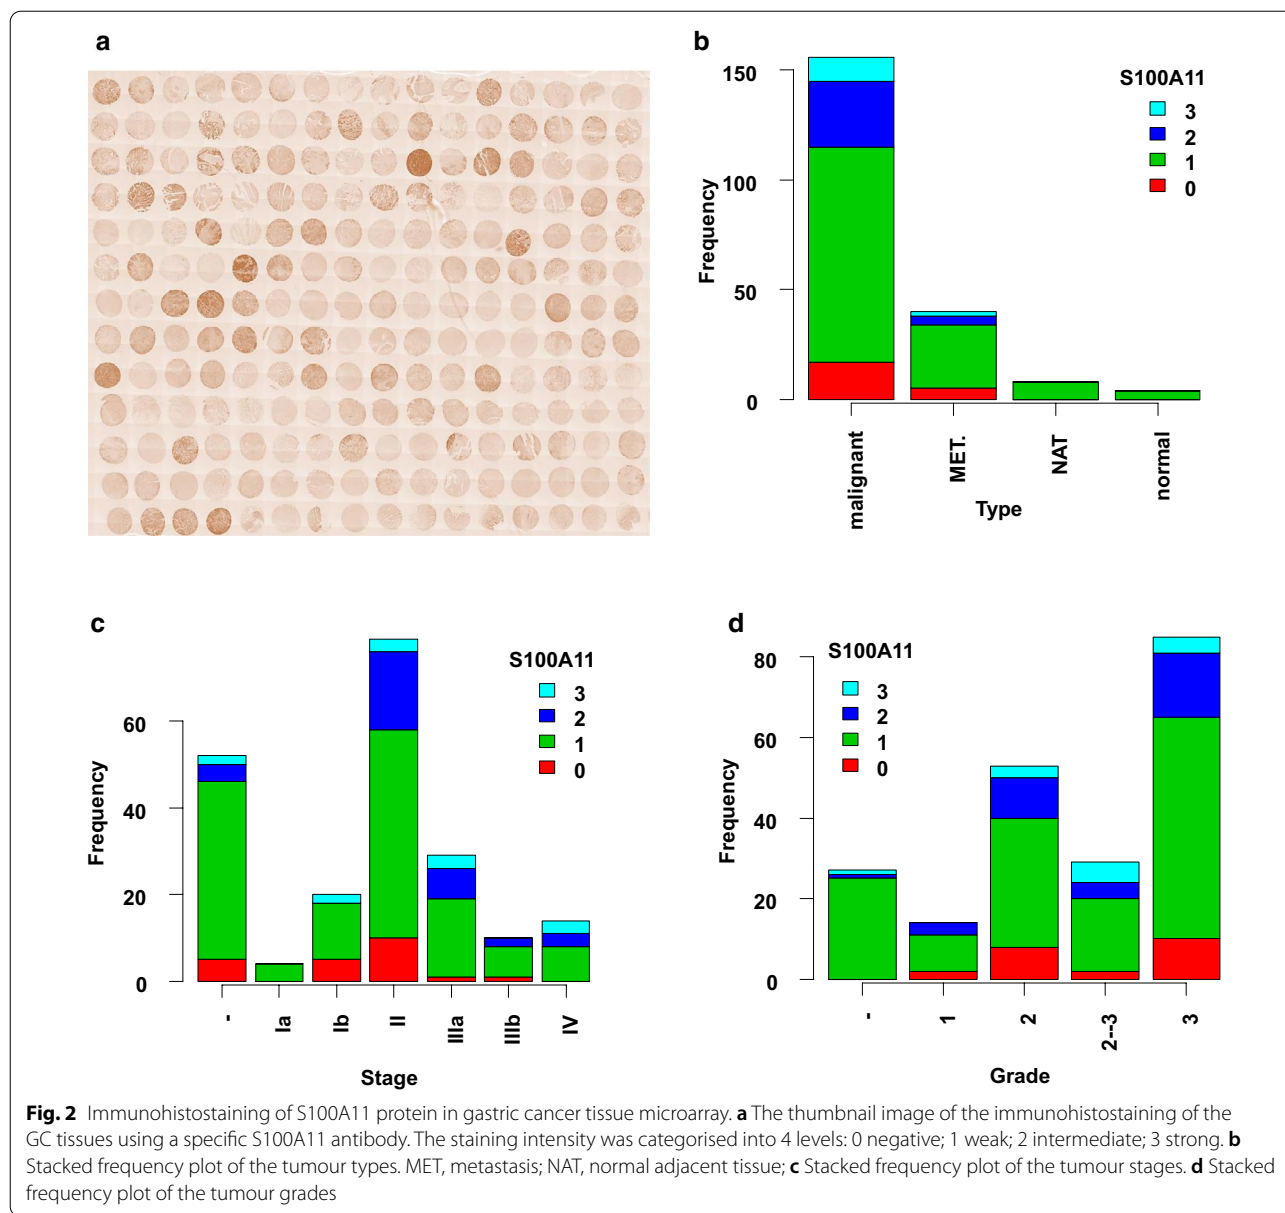 a
b
150
100
50
0
Frequency
S100A11
3
2
1
0
malignant
MET.
NAT
normal
Type
c
60
40
20
0
Frequency
S100A11
3
2
1
0
-
Ia
Ib
II
IIIa
IIIb
IV
Stage
d
80
60
40
20
0
Frequency
S100A11
3
2
1
0
-
1
2
2--3
3
Grade
Fig. 2 Immunohistostaining of S100A11 protein in gastric cancer tissue microarray. a The thumbnail image of the immunohistostaining of the
GC tissues using a specific S100A11 antibody. The staining intensity was categorised into 4 levels: 0 negative; 1 weak; 2 intermediate; 3 strong. b
Stacked frequency plot of the tumour types. MET, metastasis; NAT, normal adjacent tissue; c Stacked frequency plot of the tumour stages. d Stacked
frequency plot of the tumour grades